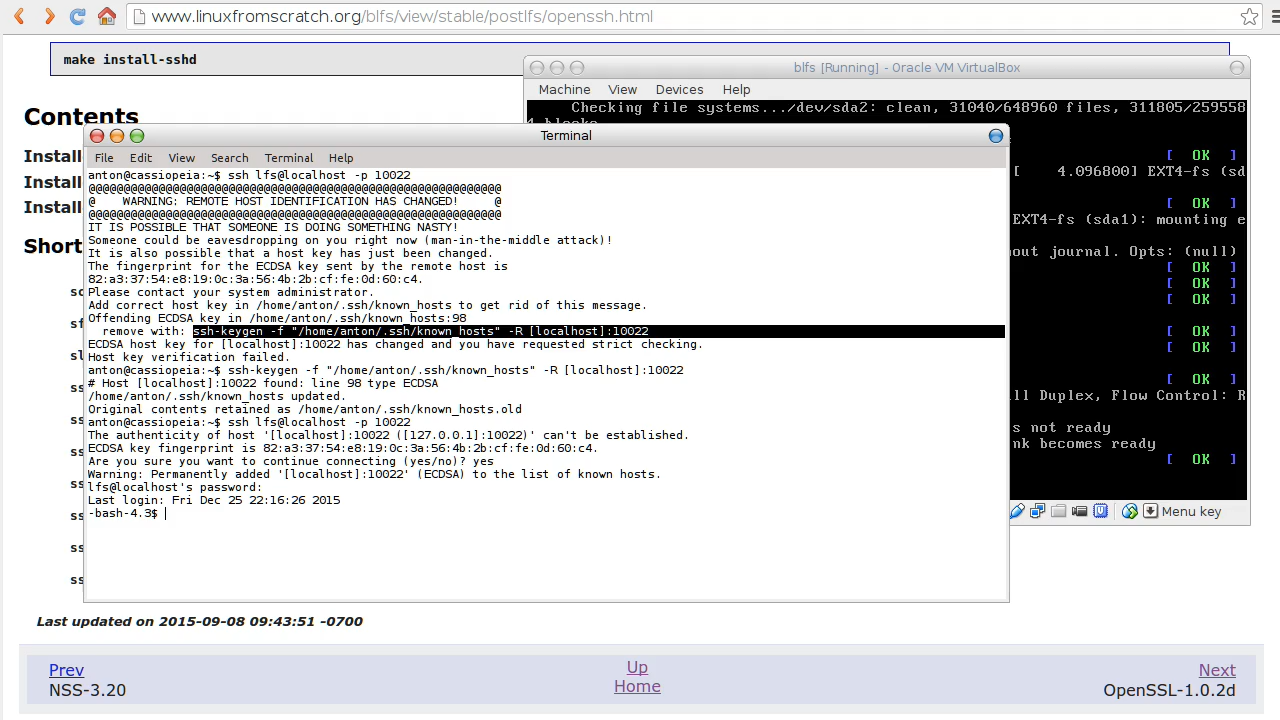 www.linuxfromscratch.org/blfs/view/stable/postlfs/openssh.html
make install-sshd
Contents
Install
Install
Install
Short
ss
ss
ss
ss
ss
ss
Last updated on 2015-09-08 09:43:51 -0700
Prev
NSS-3.20
Up
Home
Next
OpenSSL-1.0.2d
blfs [Running] - Oracle VM VirtualBox
Machine View Devices Help
Checking file systems.../dev/sda2: clean, 31040/648960 files, 311805/259558
4 blocks
[ OK ]
[ 4.096800] EXT4-fs (sd
[ OK ]
EXT4-fs (sda1): mounting e
out journal. Opts: (null)
[ OK ]
[ OK ]
[ OK ]
[ OK ]
[ OK ]
[ OK ]
ll Duplex, Flow Control: R
s not ready
nk becomes ready
[ OK ]
Menu key
Terminal
File Edit View Search Terminal Help
anton@cassiopeia:~$ ssh lfs@localhost -p 10022
@@@@@@@@@@@@@@@@@@@@@@@@@@@@@@@@@@@@@@@@@@@@@@@@@@@@@@@@@@@
@    WARNING: REMOTE HOST IDENTIFICATION HAS CHANGED!     @
@@@@@@@@@@@@@@@@@@@@@@@@@@@@@@@@@@@@@@@@@@@@@@@@@@@@@@@@@@@
IT IS POSSIBLE THAT SOMEONE IS DOING SOMETHING NASTY!
Someone could be eavesdropping on you right now (man-in-the-middle attack)!
It is also possible that a host key has just been changed.
The fingerprint for the ECDSA key sent by the remote host is
82:a3:37:54:e8:19:0c:3a:56:4b:2b:cf:fe:0d:60:c4.
Please contact your system administrator.
Add correct host key in /home/anton/.ssh/known_hosts to get rid of this message.
Offending ECDSA key in /home/anton/.ssh/known_hosts:98
remove with: ssh-keygen -f "/home/anton/.ssh/known_hosts" -R [localhost]:10022
ECDSA host key for [localhost]:10022 has changed and you have requested strict checking.
Host key verification failed.
anton@cassiopeia:~$ ssh-keygen -f "/home/anton/.ssh/known_hosts" -R [localhost]:10022
# Host [localhost]:10022 found: line 98 type ECDSA
/home/anton/.ssh/known_hosts updated.
Original contents retained as /home/anton/.ssh/known_hosts.old
anton@cassiopeia:~$ ssh lfs@localhost -p 10022
The authenticity of host '[localhost]:10022 ([127.0.0.1]:10022)' can't be established.
ECDSA key fingerprint is 82:a3:37:54:e8:19:0c:3a:56:4b:2b:cf:fe:0d:60:c4.
Are you sure you want to continue connecting (yes/no)? yes
Warning: Permanently added '[localhost]:10022' (ECDSA) to the list of known hosts.
lfs@localhost's password:
Last login: Fri Dec 25 22:16:26 2015
-bash-4.3$